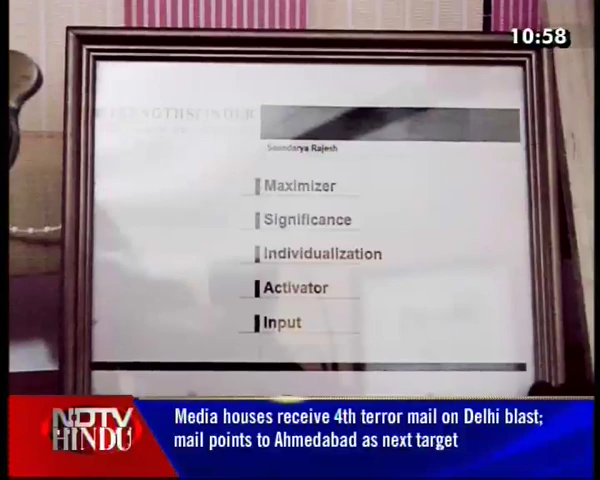 10:58
STRENGTHSFINDER
Soundarya Rajesh
Maximizer
Significance
Individualization
Activator
Input
NDTV
HINDU
Media houses receive 4th terror mail on Delhi blast;
mail points to Ahmedabad as next target